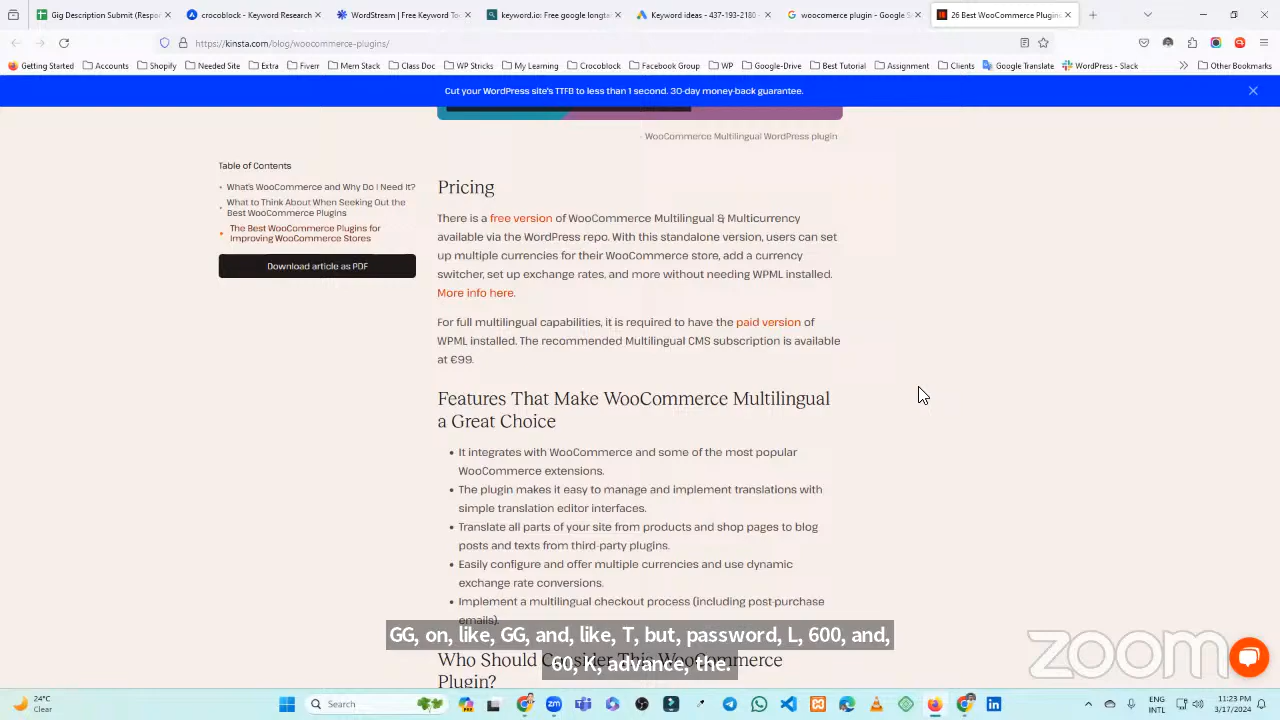 Gig Description (Respon
crocoblock - Keyword Research
WordStream | Free Keyword To
keyword.io: Free google longta
Keyword ideas - 437-193-2180
woocomerce plugin - Google S
26 Best WooCommerce Plugins
https://kinsta.com/blog/woocommerce-plugins/
Getting Started
Accounts
Shopify
Needed Site
Extra
Fiverr
Mem Stack
Class Doc
WP Stricks
My Learning
Crocoblock
Facebook Group
WP
Google-Drive
Best Tutorial
Assignment
Clients
Google Translate
WordPress - Slack
Other Bookmarks
Cut your WordPress site's TTFB to less than 1 second. 30-day money-back guarantee.
WooCommerce Multilingual WordPress plugin
Table of Contents
What's WooCommerce and Why Do I Need It?
What to Think About When Seeking Out the
Best WooCommerce Plugins
The Best WooCommerce Plugins for
Improving WooCommerce Stores
Download article as PDF
Pricing
There is a free version of WooCommerce Multilingual & Multicurrency
available via the WordPress repo. With this standalone version, users can set
up multiple currencies for their WooCommerce store, add a currency
switcher, set up exchange rates, and more without needing WPML installed.
More info here.
For full multilingual capabilities, it is required to have the paid version of
WPML installed. The recommended Multilingual CMS subscription is available
at €99.
Features That Make WooCommerce Multilingual
a Great Choice
It integrates with WooCommerce and some of the most popular
WooCommerce extensions.
The plugin makes it easy to manage and implement translations with
simple translation editor interfaces.
Translate all parts of your site from products and shop pages to blog
posts and texts from third-party plugins.
Easily configure and offer multiple currencies and use dynamic
exchange rate conversions.
Implement a multilingual checkout process (including post-purchase
emails).
GG, on, like, GG, and, like, T, but, password, L, 600, and,
60, K, advance, the.
Who Should Consider This WooCommerce
Plugin?
zoom
24°C
Clear
Search
ENG
INTL
11:23 PM
3/17/2024